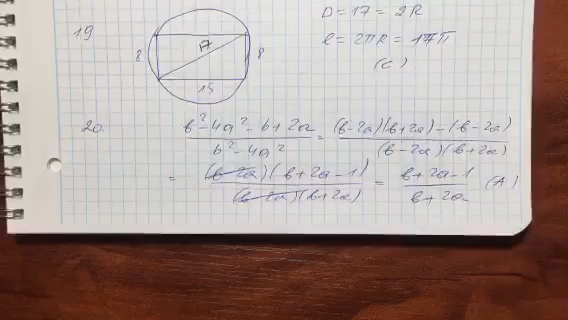 19
17
8
8
15
D = 17 = 2R
ℓ = 2πR = 17π
(C)
20. (b² - 4a² - b + 2a)/(b² - 4a²) = ((b - 2a)(b + 2a) - (b - 2a))/((b - 2a)(b + 2a))
= ((b - 2a)(b + 2a - 1))/((b - 2a)(b + 2a)) = (b + 2a - 1)/(b + 2a) (A)